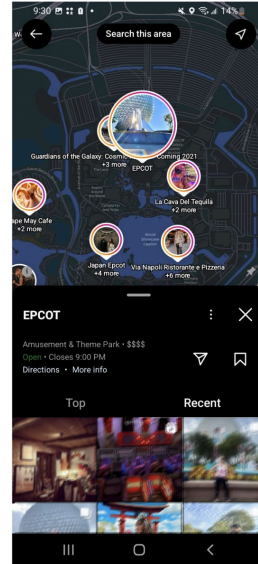 9:30
14%
Search this area
Guardians of the Galaxy: Cosmic Coming 2021
+3 more
EPCOT
La Cava Del Tequila
+2 more
ape May Cafe
+2 more
Japan Epcot
+4 more
Via Napoli Ristorante e Pizzeria
+6 more
EPCOT
Amusement & Theme Park • $$$$
Open • Closes 9:00 PM
Directions • More info
Top
Recent